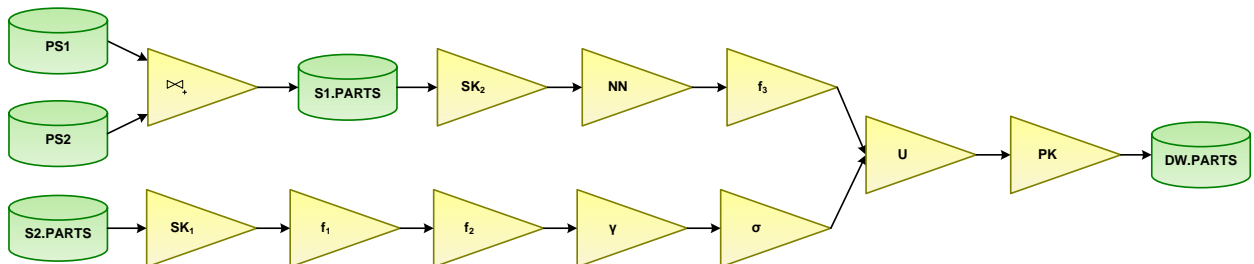 PS1
⋈+
PS2
S1.PARTS
SK₂
NN
f₃
U
PK
DW.PARTS
S2.PARTS
SK₁
f₁
f₂
γ
σ